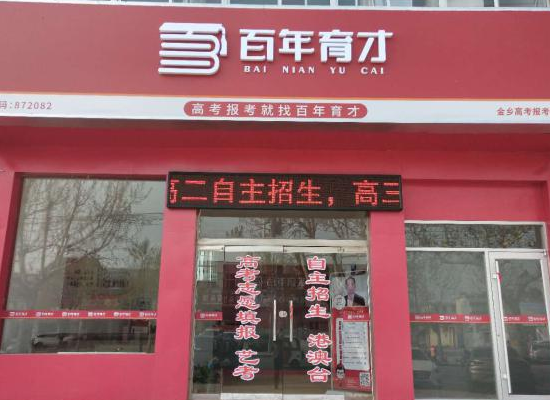 百年育才
BAI NIAN YU CAI
码:872082
高考报考就找百年育才
金乡高考报考
高二自主招生，高三
高考志愿填报 艺考
自主招生 港澳台